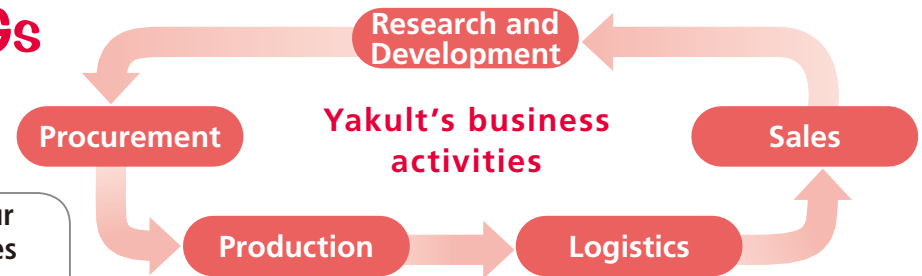 Research and
Development
Yakult's business
activities
Procurement
Sales
Production
Logistics